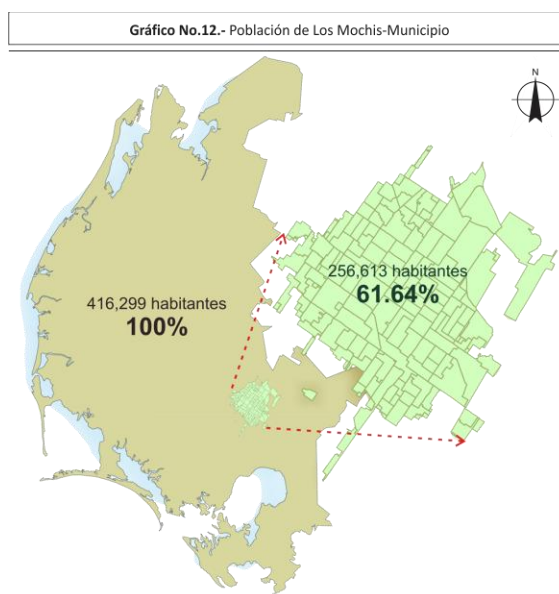 Gráfico No.12.- Población de Los Mochis-Municipio
N
256,613 habitantes
61.64%
416,299 habitantes
100%